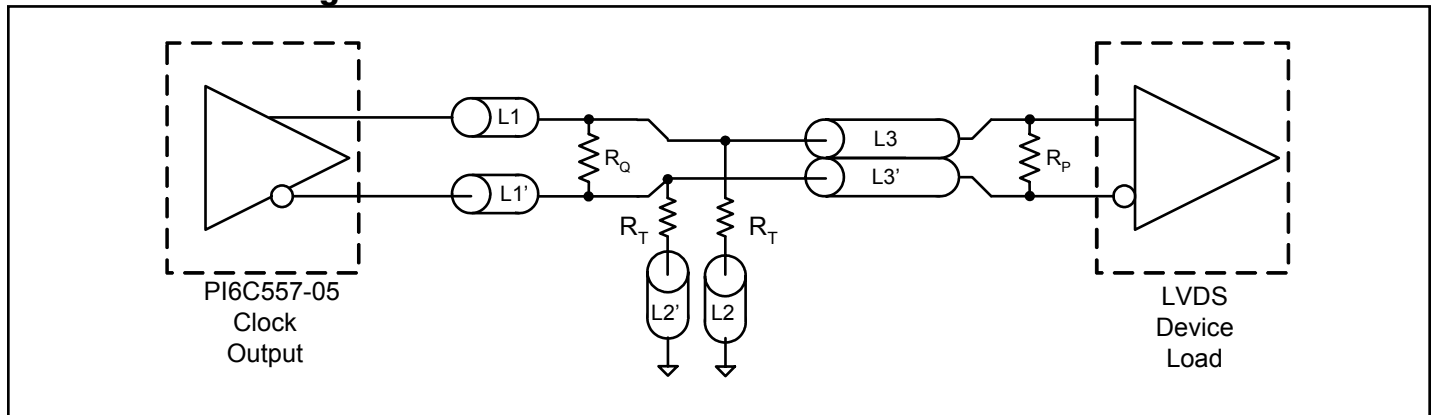 L1
R_Q
L3
R_P
L1’
L3’
R_T
R_T
L2’
L2
PI6C557-05
Clock
Output
LVDS
Device
Load